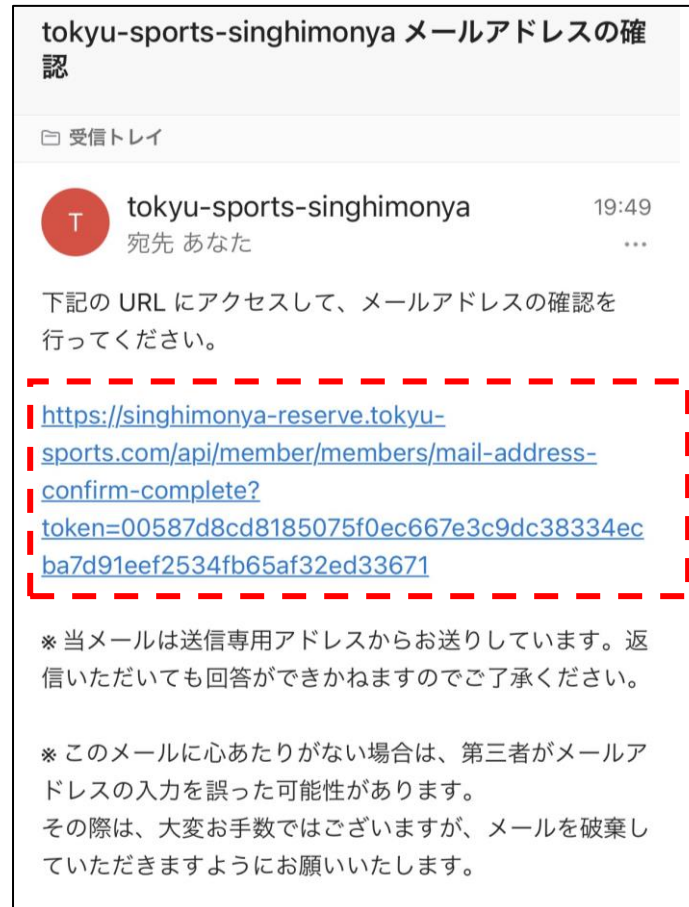 tokyu-sports-singhimonya メールアドレスの確
認
受信トレイ
T
tokyu-sports-singhimonya 19:49
宛先 あなた
下記の URL にアクセスして、メールアドレスの確認を
行ってください。
https://singhimonya-reserve.tokyu-
sports.com/api/member/members/mail-address-
confirm-complete?
token=00587d8cd8185075f0ec667e3c9dc38334ec
ba7d91eef2534fb65af32ed33671
※ 当メールは送信専用アドレスからお送りしています。返
信いただいても回答ができかねますのでご了承ください。
※ このメールに心あたりがない場合は、第三者がメールア
ドレスの入力を誤った可能性があります。
その際は、大変お手数ではございますが、メールを破棄し
ていただきますようにお願いいたします。